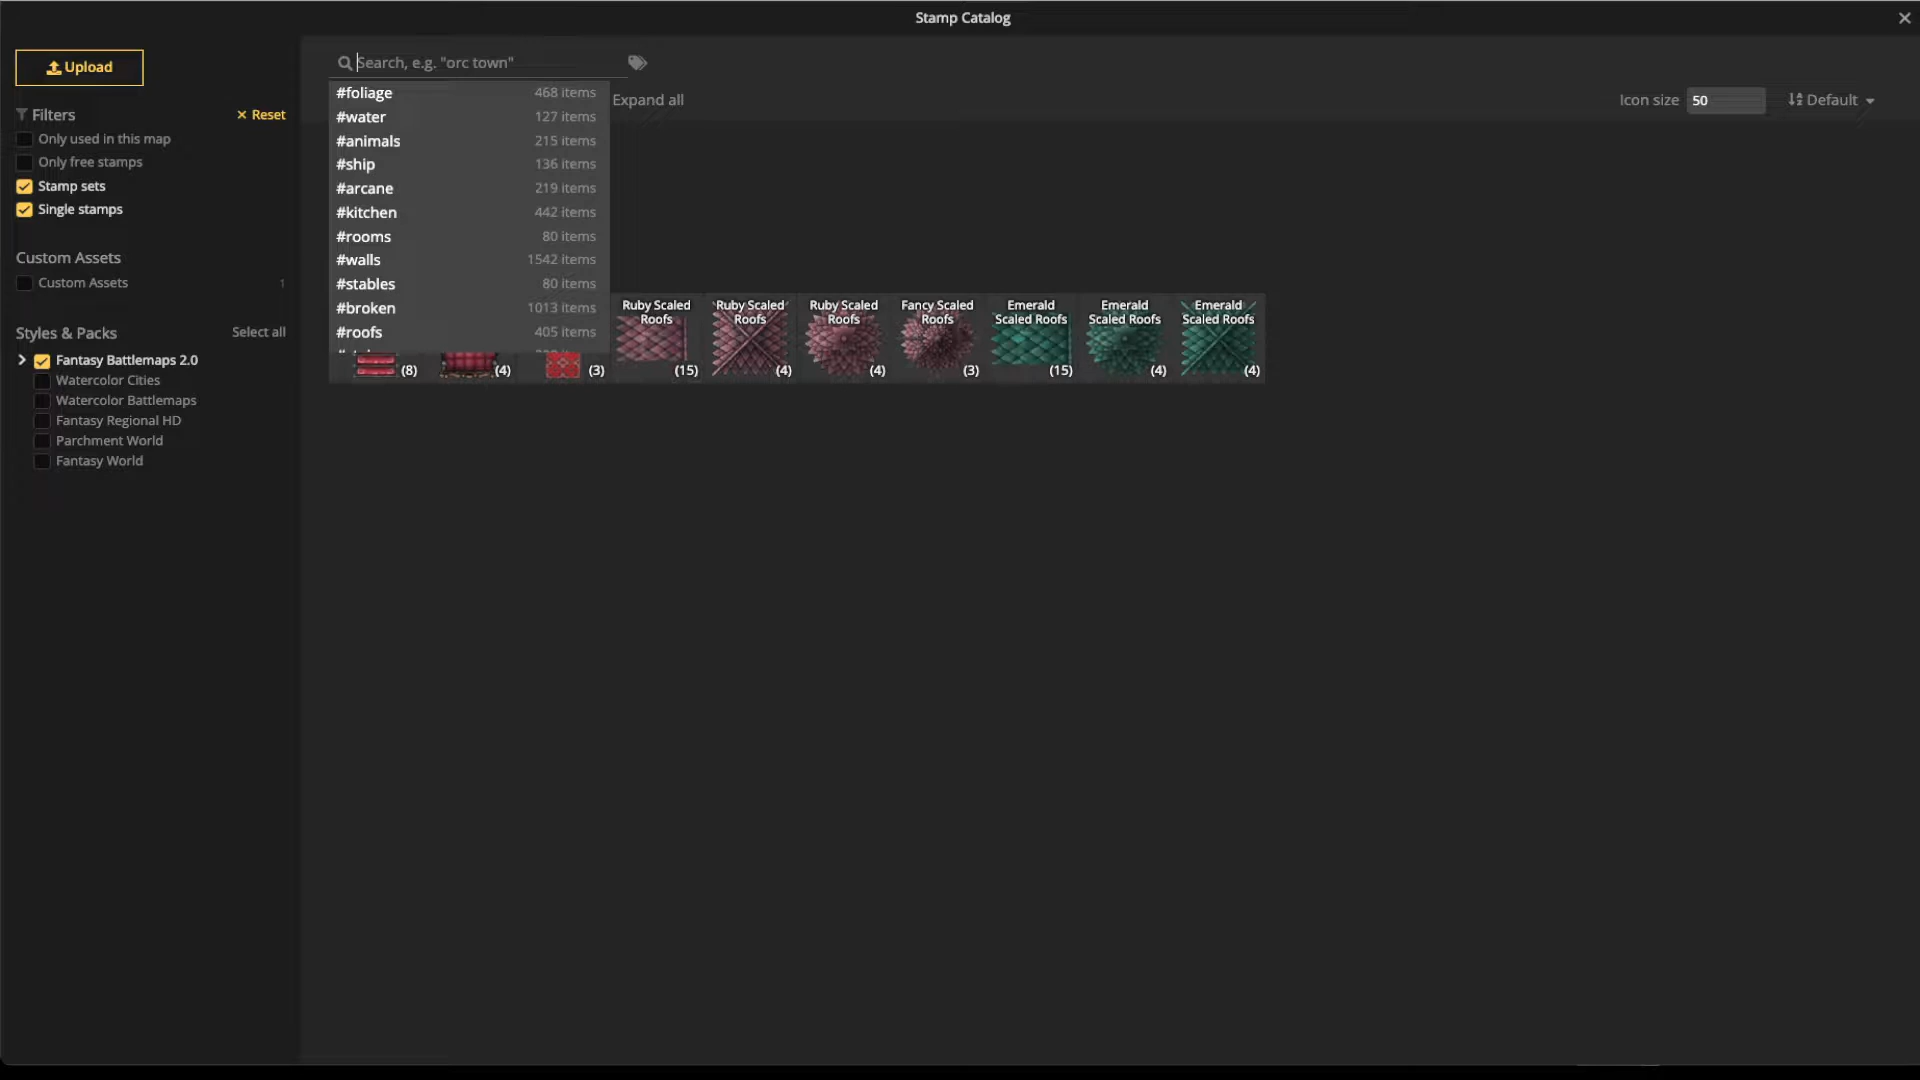 Stamp Catalog
Upload
Search, e.g. "orc town"
Filters
Reset
Only used in this map
Only free stamps
Stamp sets
Single stamps
Custom Assets
Custom Assets 1
Styles & Packs
Select all
Fantasy Battlemaps 2.0
Watercolor Cities
Watercolor Battlemaps
Fantasy Regional HD
Parchment World
Fantasy World
Expand all
Icon size 50
Default
#foliage 468 items
#water 127 items
#animals 215 items
#ship 136 items
#arcane 219 items
#kitchen 442 items
#rooms 80 items
#walls 1542 items
#stables 80 items
#broken 1013 items
#roofs 405 items
(8)
(4)
(3)
Ruby Scaled
Roofs
(15)
Ruby Scaled
Roofs
(4)
Ruby Scaled
Roofs
(4)
Fancy Scaled
Roofs
(3)
Emerald
Scaled Roofs
(15)
Emerald
Scaled Roofs
(4)
Emerald
Scaled Roofs
(4)